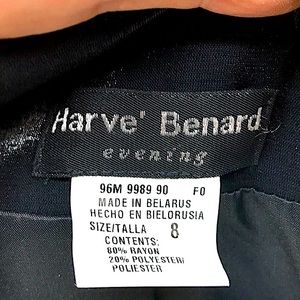 Harve' Benard
evening
96M 9989 90 F0
MADE IN BELARUS
HECHO EN BIELORUSIA
SIZE/TALLA 8
CONTENTS:
80% RAYON
20% POLYESTER/
POLIESTER